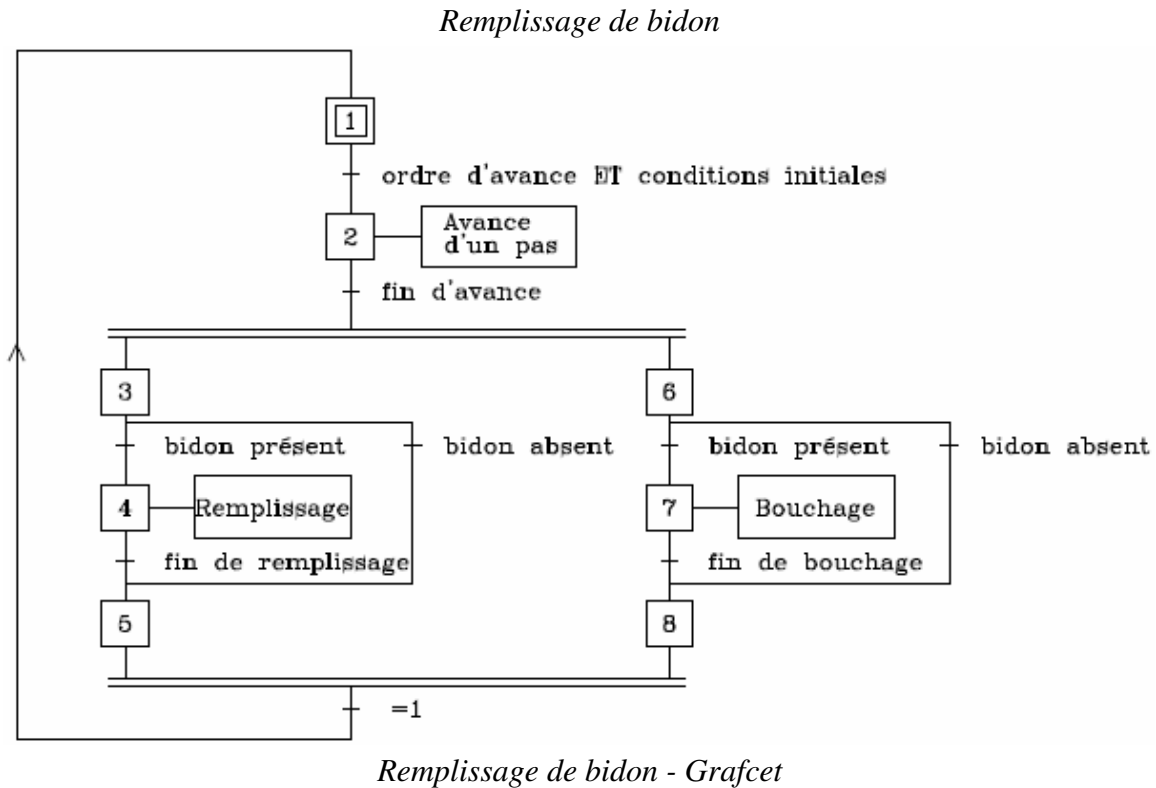 Remplissage de bidon
1
ordre d'avance ET conditions initiales
2
Avance
d'un pas
fin d'avance
3
6
bidon présent
bidon absent
bidon présent
bidon absent
4
Remplissage
7
Bouchage
fin de remplissage
fin de bouchage
5
8
=1
Remplissage de bidon - Grafcet